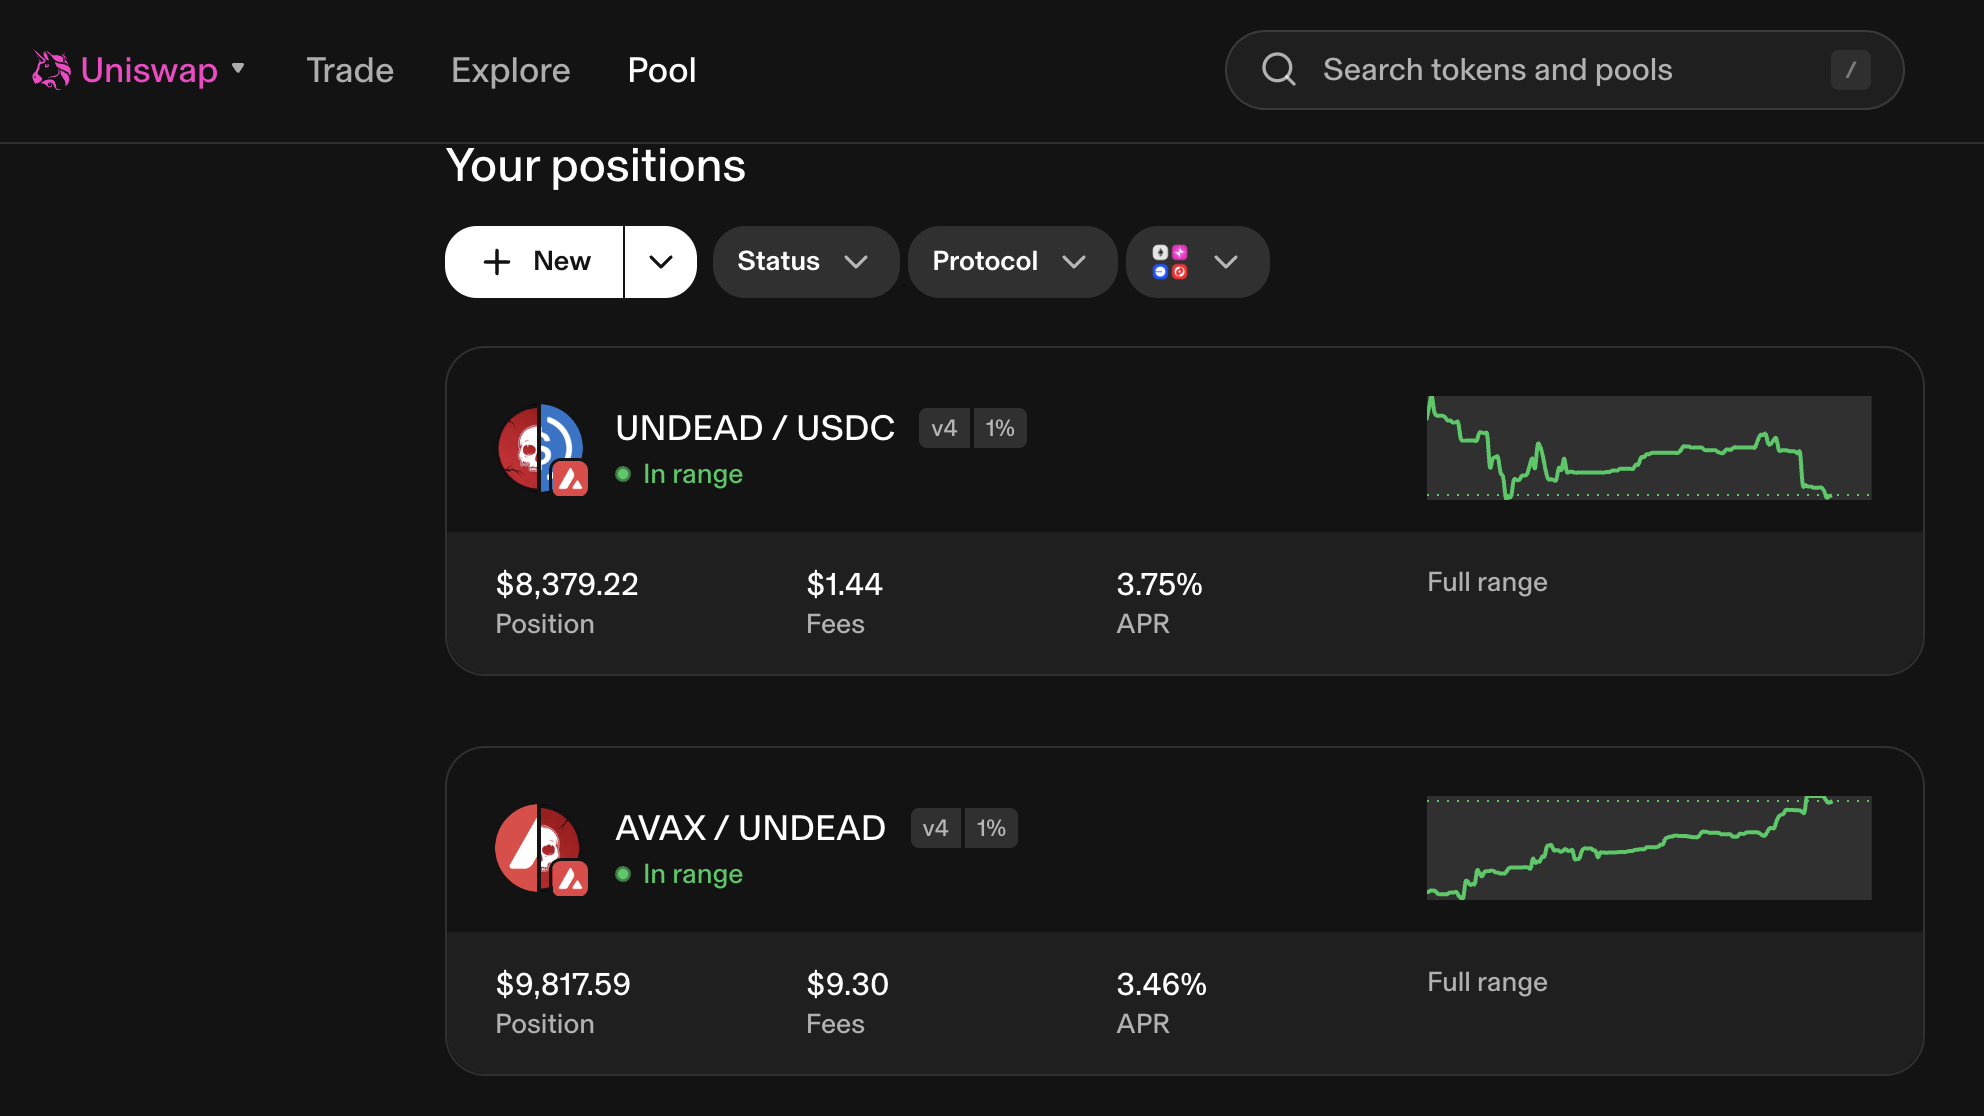 Uniswap Trade Explore Pool Search tokens and pools /
Your positions
New Status Protocol
UNDEAD / USDC v4 1%
In range
$8,379.22 $1.44 3.75% Full range
Position Fees APR
AVAX / UNDEAD v4 1%
In range
$9,817.59 $9.30 3.46% Full range
Position Fees APR